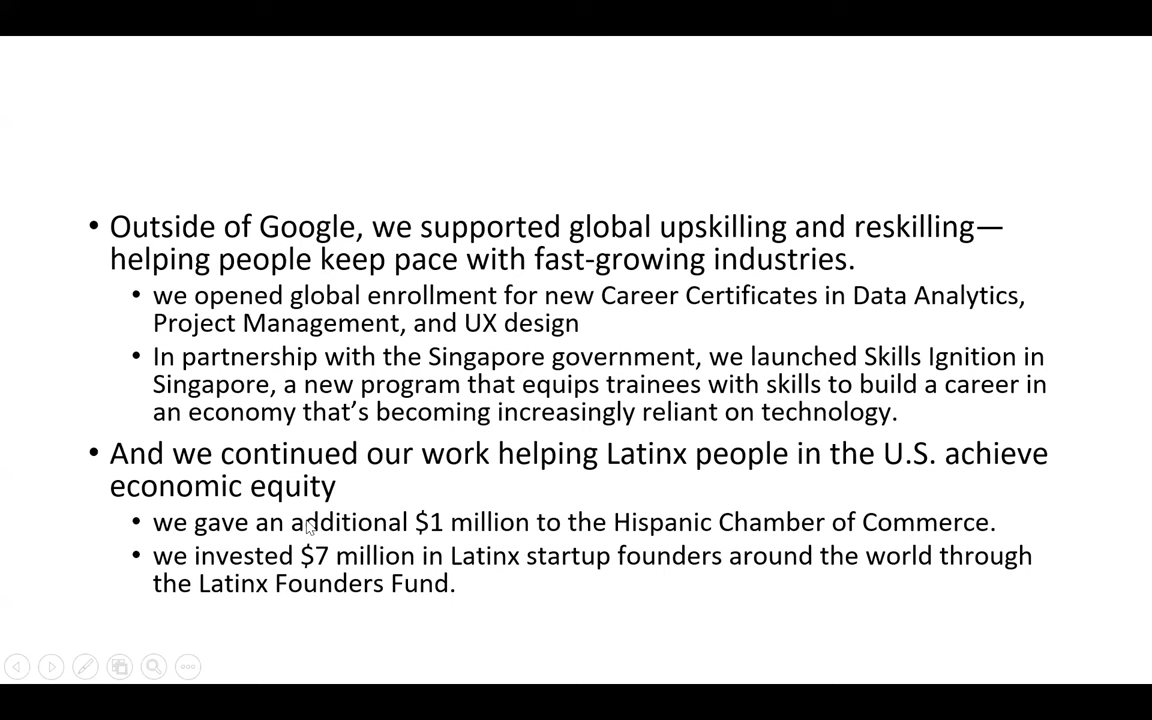 • Outside of Google, we supported global upskilling and reskilling—
helping people keep pace with fast-growing industries.
• we opened global enrollment for new Career Certificates in Data Analytics,
Project Management, and UX design
• In partnership with the Singapore government, we launched Skills Ignition in
Singapore, a new program that equips trainees with skills to build a career in
an economy that’s becoming increasingly reliant on technology.
• And we continued our work helping Latinx people in the U.S. achieve
economic equity
• we gave an additional $1 million to the Hispanic Chamber of Commerce.
• we invested $7 million in Latinx startup founders around the world through
the Latinx Founders Fund.